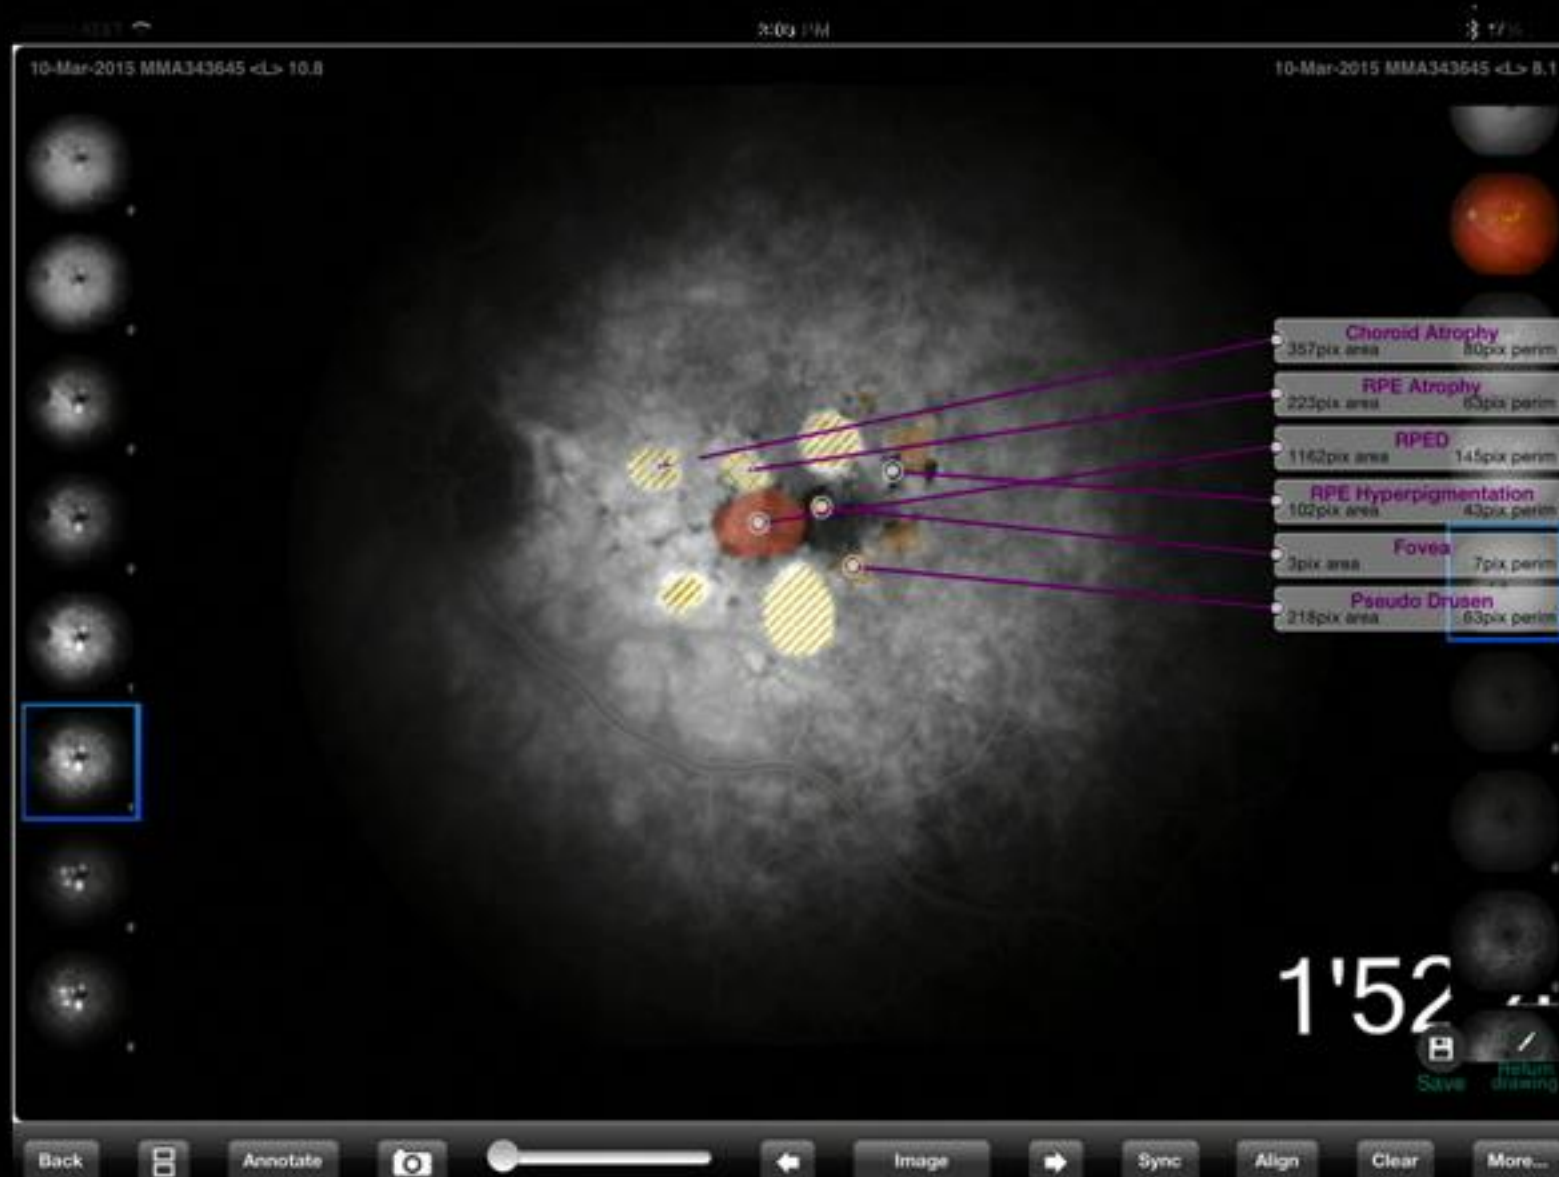 3:05 PM
10-Mar-2015 MMA343645 <L> 10.8
10-Mar-2015 MMA343645 <L> 8.1
Choroid Atrophy
357pix area 80pix perim
RPE Atrophy
223pix area 63pix perim
RPED
1162pix area 145pix perim
RPE Hyperpigmentation
102pix area 43pix perim
Fovea
3pix area 7pix perim
Pseudo Drusen
218pix area 63pix perim
1'52
Save
Return drawing
Back
Annotate
Image
Sync
Align
Clear
More...